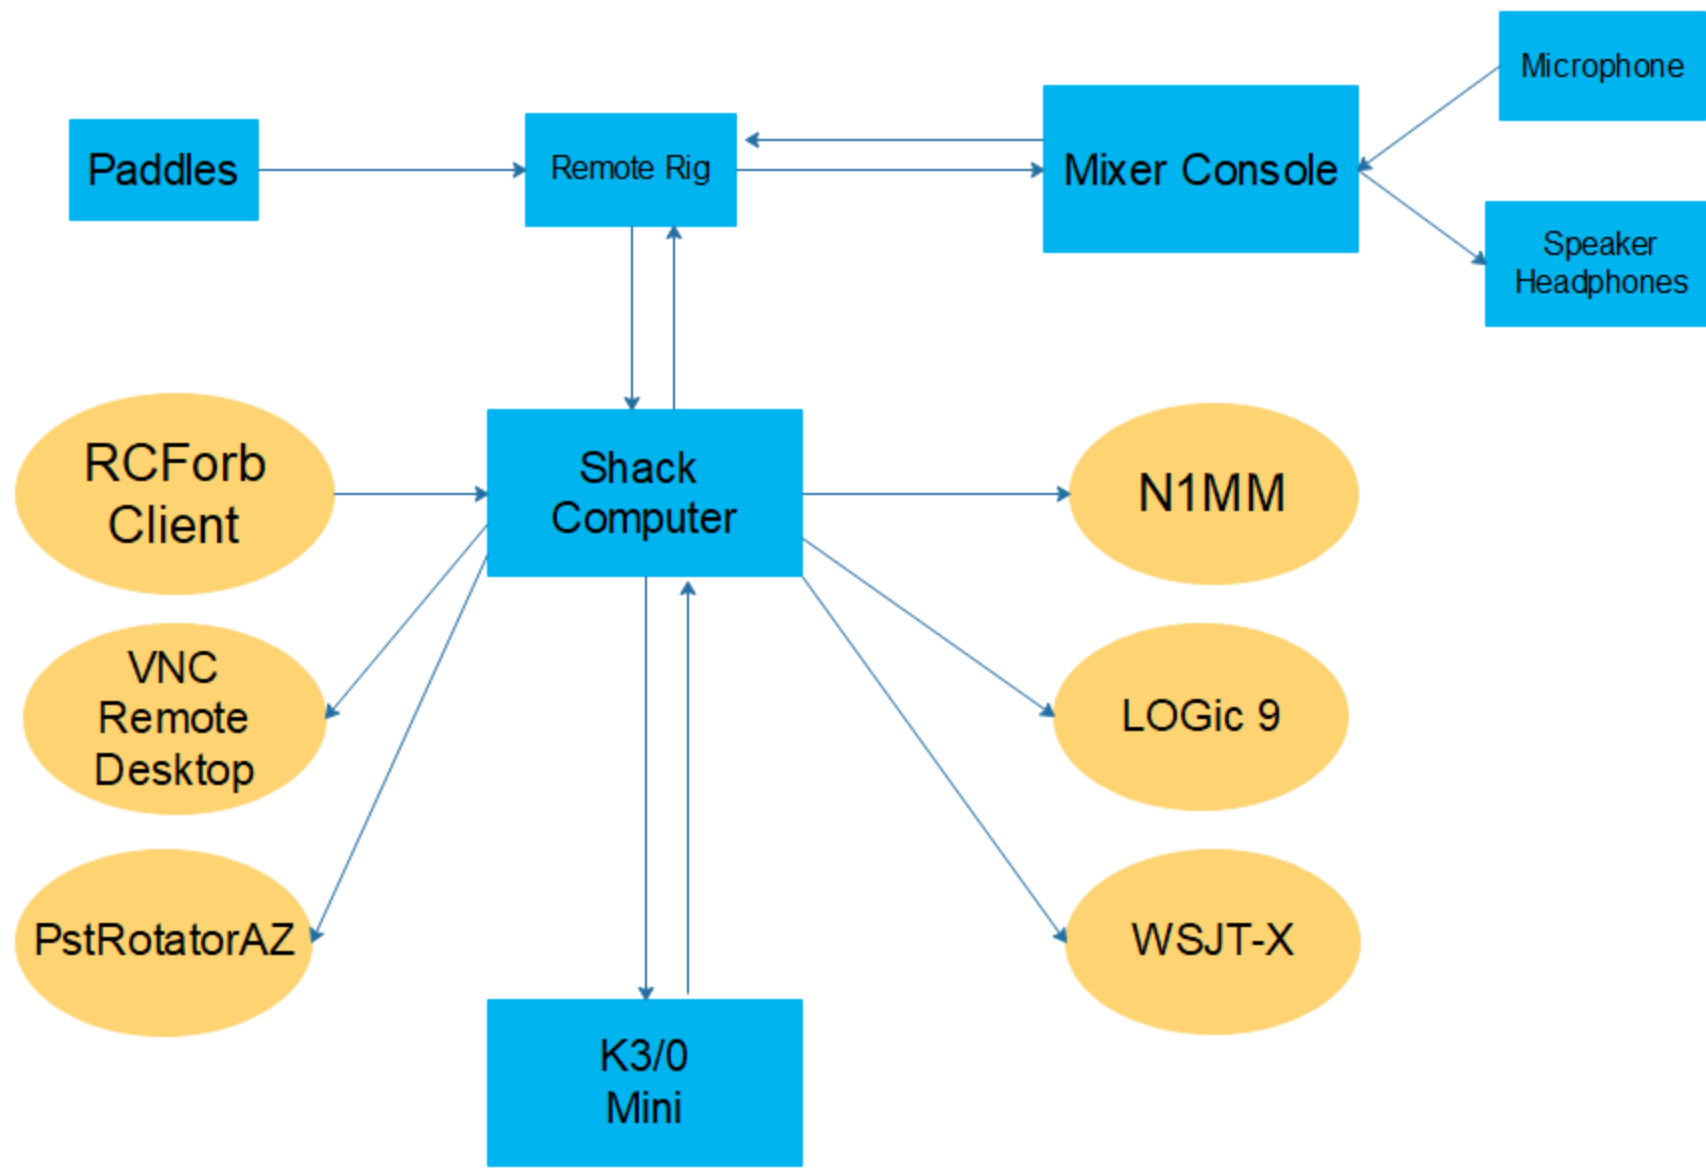 Microphone
Paddles
Remote Rig
Mixer Console
Speaker
Headphones
RCForb
Client
Shack
Computer
N1MM
VNC
Remote
Desktop
LOGic 9
PstRotatorAZ
WSJT-X
K3/0
Mini